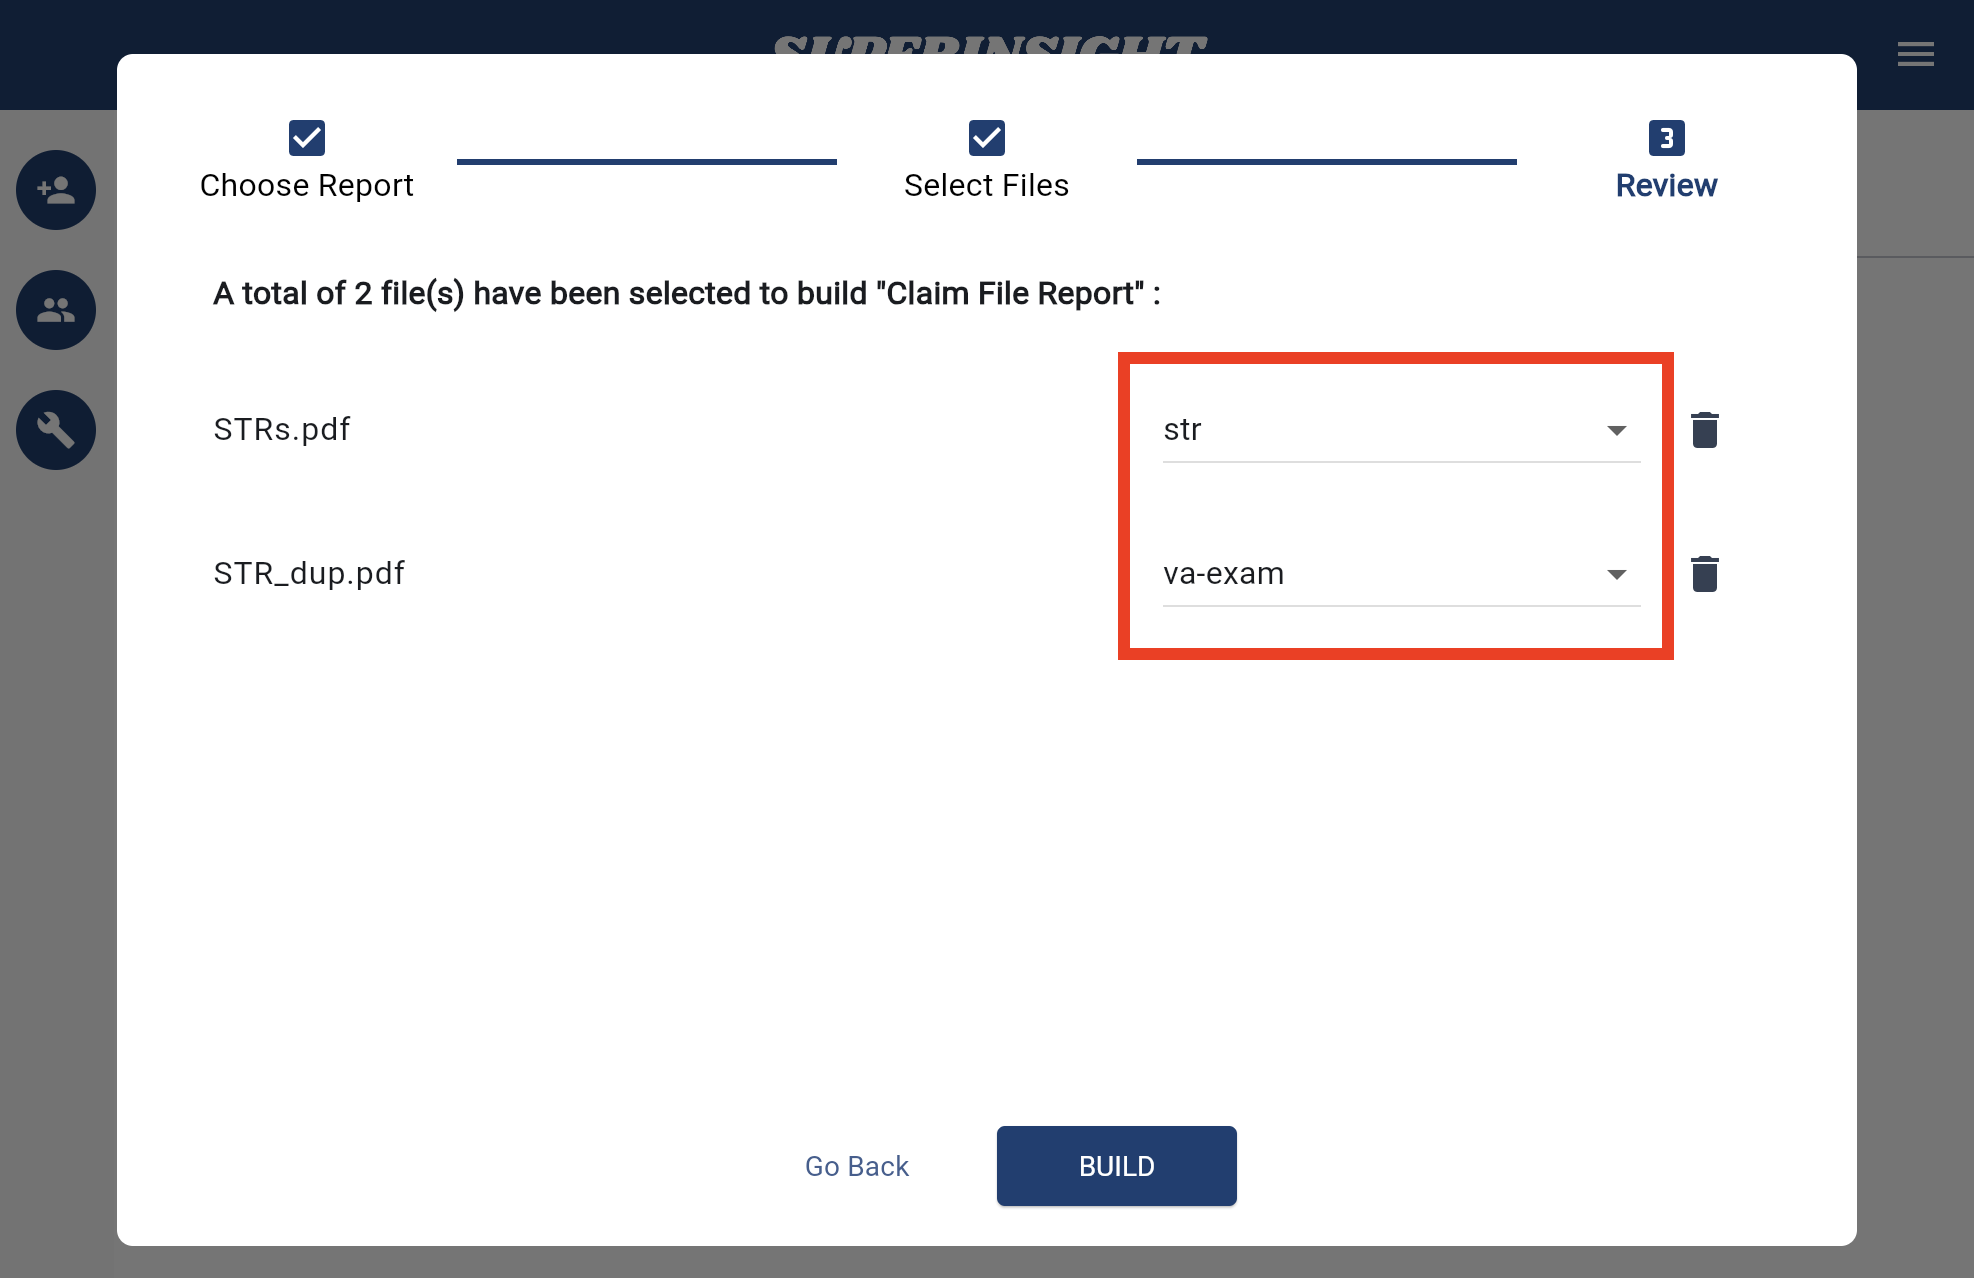 SUPERINSIGHT
3
Choose Report
Select Files
Review
A total of 2 file(s) have been selected to build "Claim File Report" :
STRs.pdf
str
STR_dup.pdf
va-exam
Go Back
BUILD